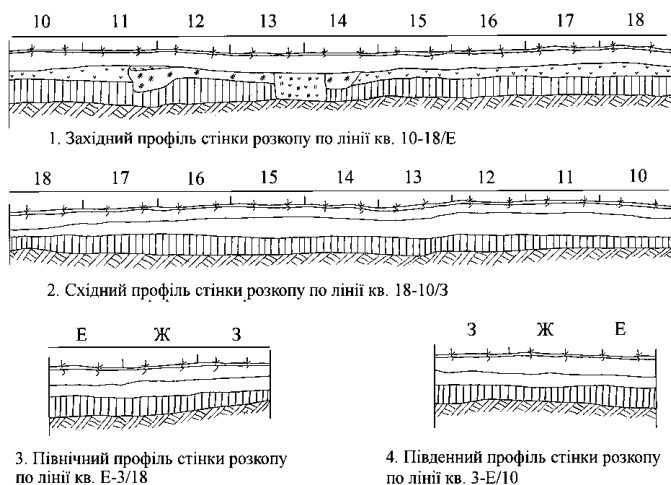 10 11 12 13 14 15 16 17 18
1. Західний профіль стінки розкопу по лінії кв. 10-18/Е
18 17 16 15 14 13 12 11 10
2. Східний профіль стінки розкопу по лінії кв. 18-10/З
Е Ж З
3. Північний профіль стінки розкопу
по лінії кв. Е-З/18
З Ж Е
4. Південний профіль стінки розкопу
по лінії кв. З-Е/10